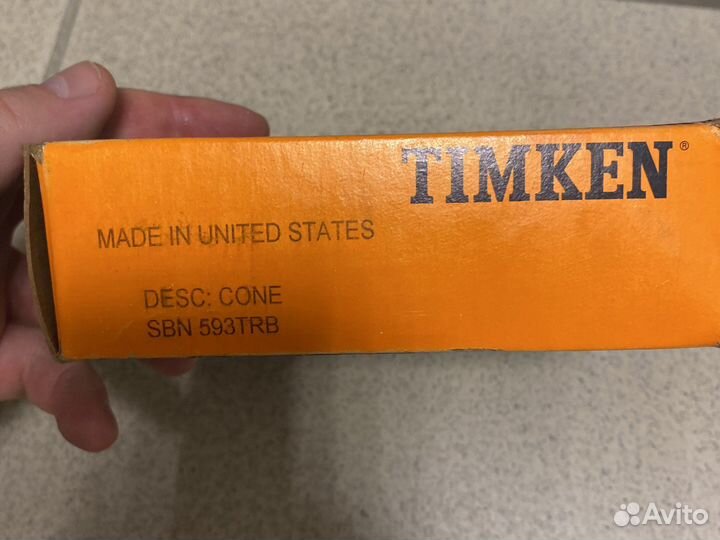 TIMKEN®
MADE IN UNITED STATES
DESC: CONE
SBN 593TRB
Avito